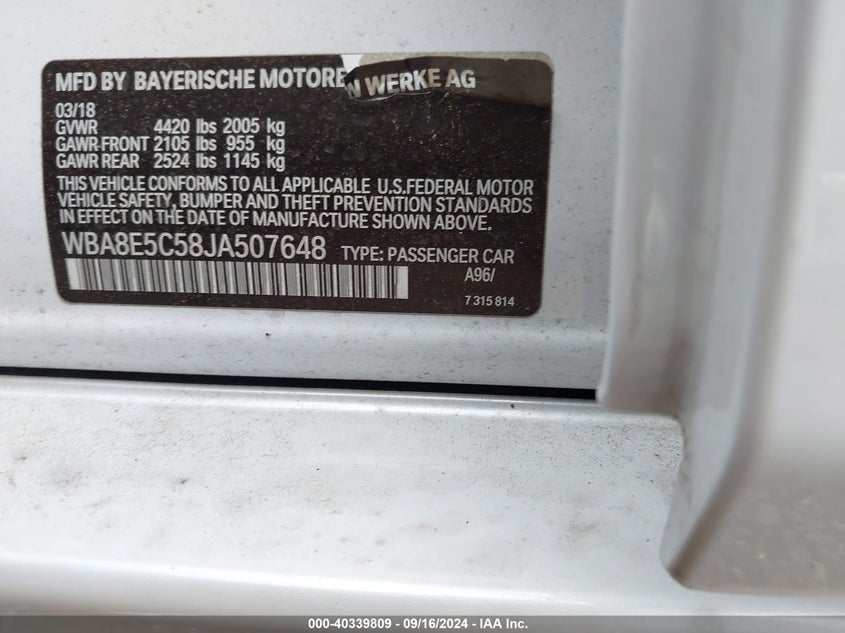 MFD BY BAYERISCHE MOTOREN WERKE AG
03/18
GVWR 4420 lbs 2005 kg
GAWR FRONT 2105 lbs 955 kg
GAWR REAR 2524 lbs 1145 kg
THIS VEHICLE CONFORMS TO ALL APPLICABLE U.S.FEDERAL MOTOR
VEHICLE SAFETY, BUMPER AND THEFT PREVENTION STANDARDS
IN EFFECT ON THE DATE OF MANUFACTURE SHOWN ABOVE.
WBA8E5C58JA507648 TYPE: PASSENGER CAR
A96/
7 315 814
000-40339809 - 09/16/2024 - IAA Inc.